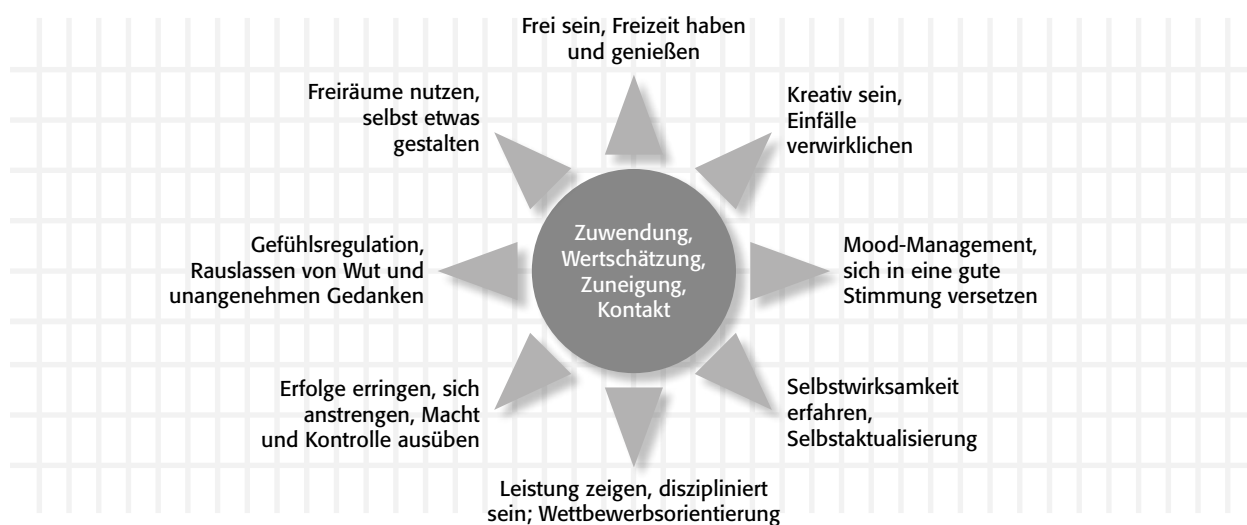 Frei sein, Freizeit haben
und genießen
Freiräume nutzen,
selbst etwas
gestalten
Kreativ sein,
Einfälle
verwirklichen
Gefühlsregulation,
Rauslassen von Wut und
unangenehmen Gedanken
Zuwendung,
Wertschätzung,
Zuneigung,
Kontakt
Mood-Management,
sich in eine gute
Stimmung versetzen
Erfolge erringen, sich
anstrengen, Macht
und Kontrolle ausüben
Selbstwirksamkeit
erfahren,
Selbstaktualisierung
Leistung zeigen, diszipliniert
sein; Wettbewerbsorientierung